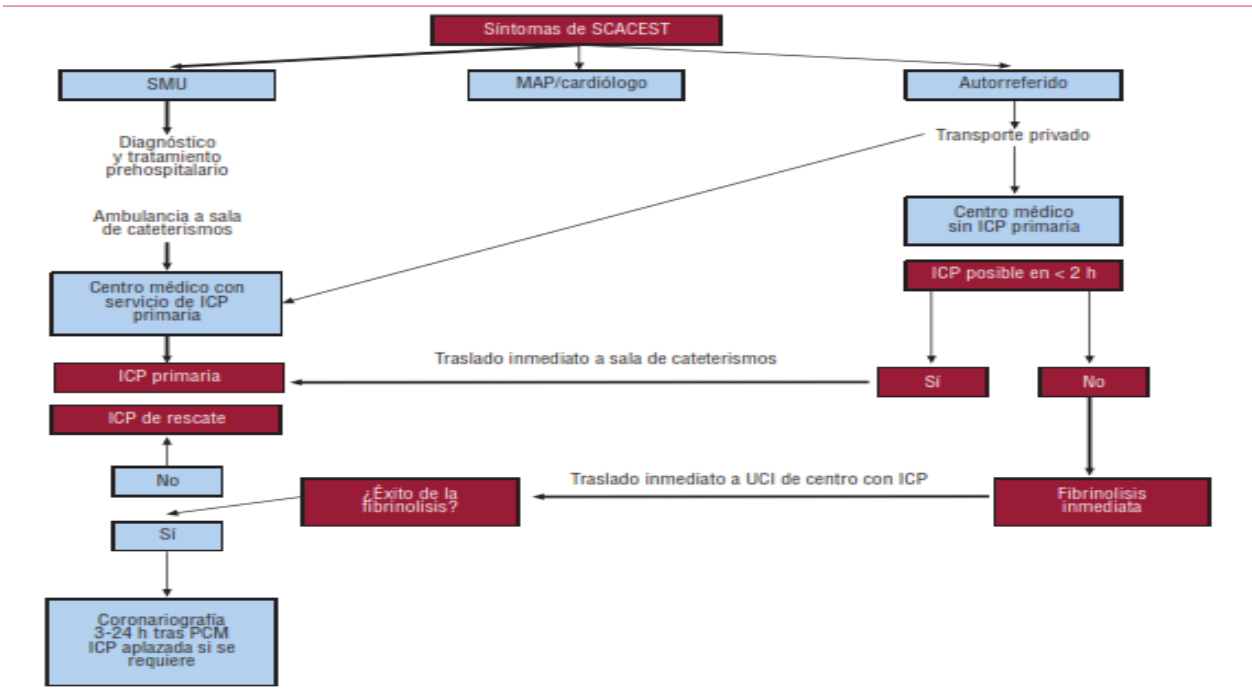 Síntomas de SCACEST
SMU
MAP/cardiólogo
Autorreferido
Diagnóstico
y tratamiento
prehospitalario
Transporte privado
Ambulancia a sala
de cateterismos
Centro médico
sin ICP primaria
ICP posible en < 2 h
Centro médico con
servicio de ICP
primaria
Traslado inmediato a sala de cateterismos
ICP primaria
Sí
No
ICP de rescate
No
¿Éxito de la
fibrinolisis?
Traslado inmediato a UCI de centro con ICP
Fibrinolisis
inmediata
Sí
Coronariografía
3-24 h tras PCM
ICP aplazada si se
requiere